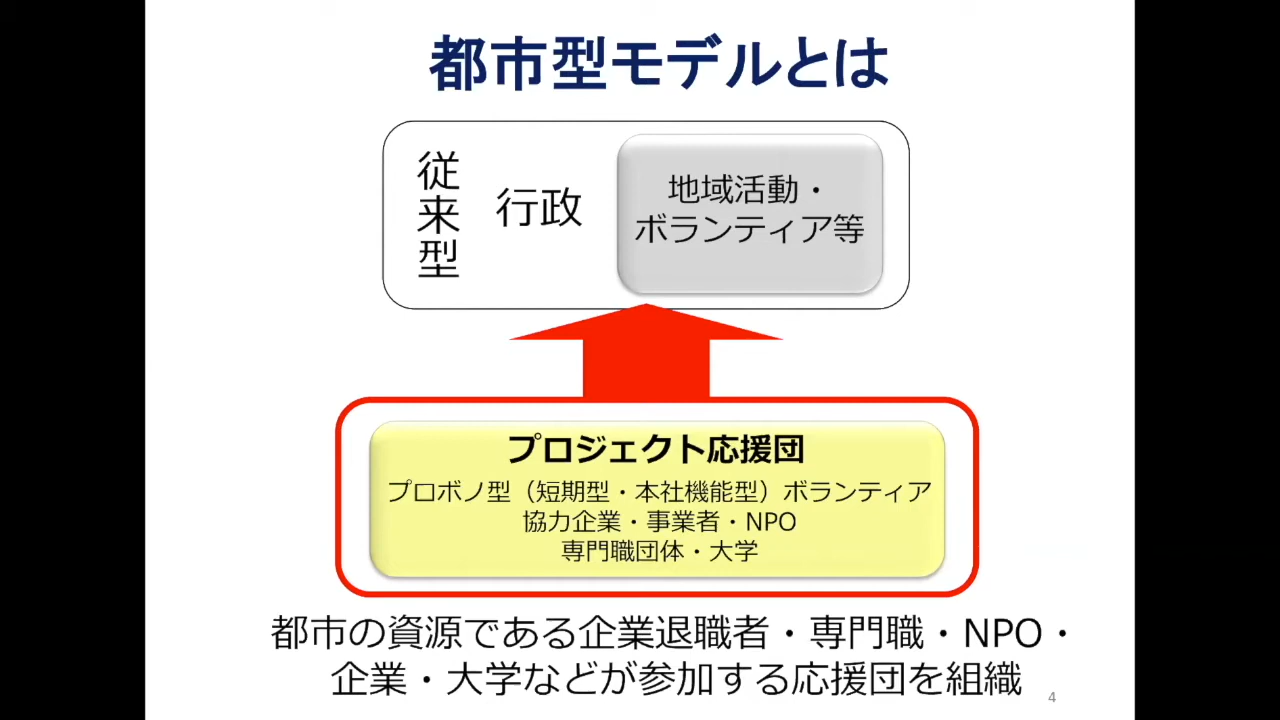 都市型モデルとは
従来型
行政
地域活動・
ボランティア等
プロジェクト応援団
プロボノ型（短期型・本社機能型）ボランティア
協力企業・事業者・NPO
専門職団体・大学
都市の資源である企業退職者・専門職・NPO・
企業・大学などが参加する応援団を組織
4